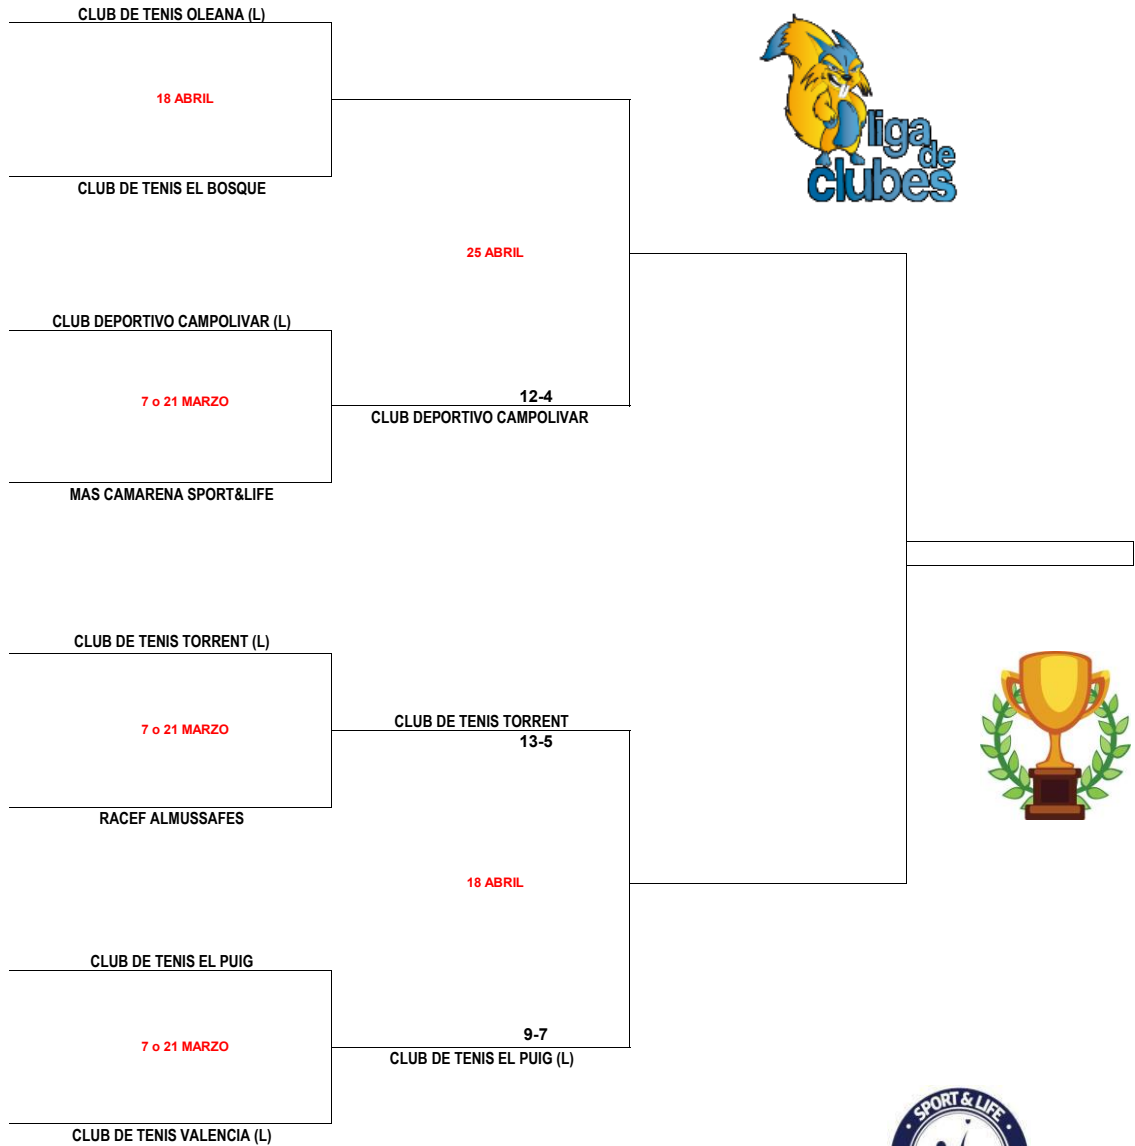 CLUB DE TENIS OLEANA (L)
18 ABRIL
CLUB DE TENIS EL BOSQUE
liga
de
clubes
25 ABRIL
CLUB DEPORTIVO CAMPOLIVAR (L)
7 o 21 MARZO
12-4
CLUB DEPORTIVO CAMPOLIVAR
MAS CAMARENA SPORT&LIFE
CLUB DE TENIS TORRENT (L)
7 o 21 MARZO
CLUB DE TENIS TORRENT
13-5
RACEF ALMUSSAFES
18 ABRIL
CLUB DE TENIS EL PUIG
7 o 21 MARZO
9-7
CLUB DE TENIS EL PUIG (L)
CLUB DE TENIS VALENCIA (L)
SPORT & LIFE